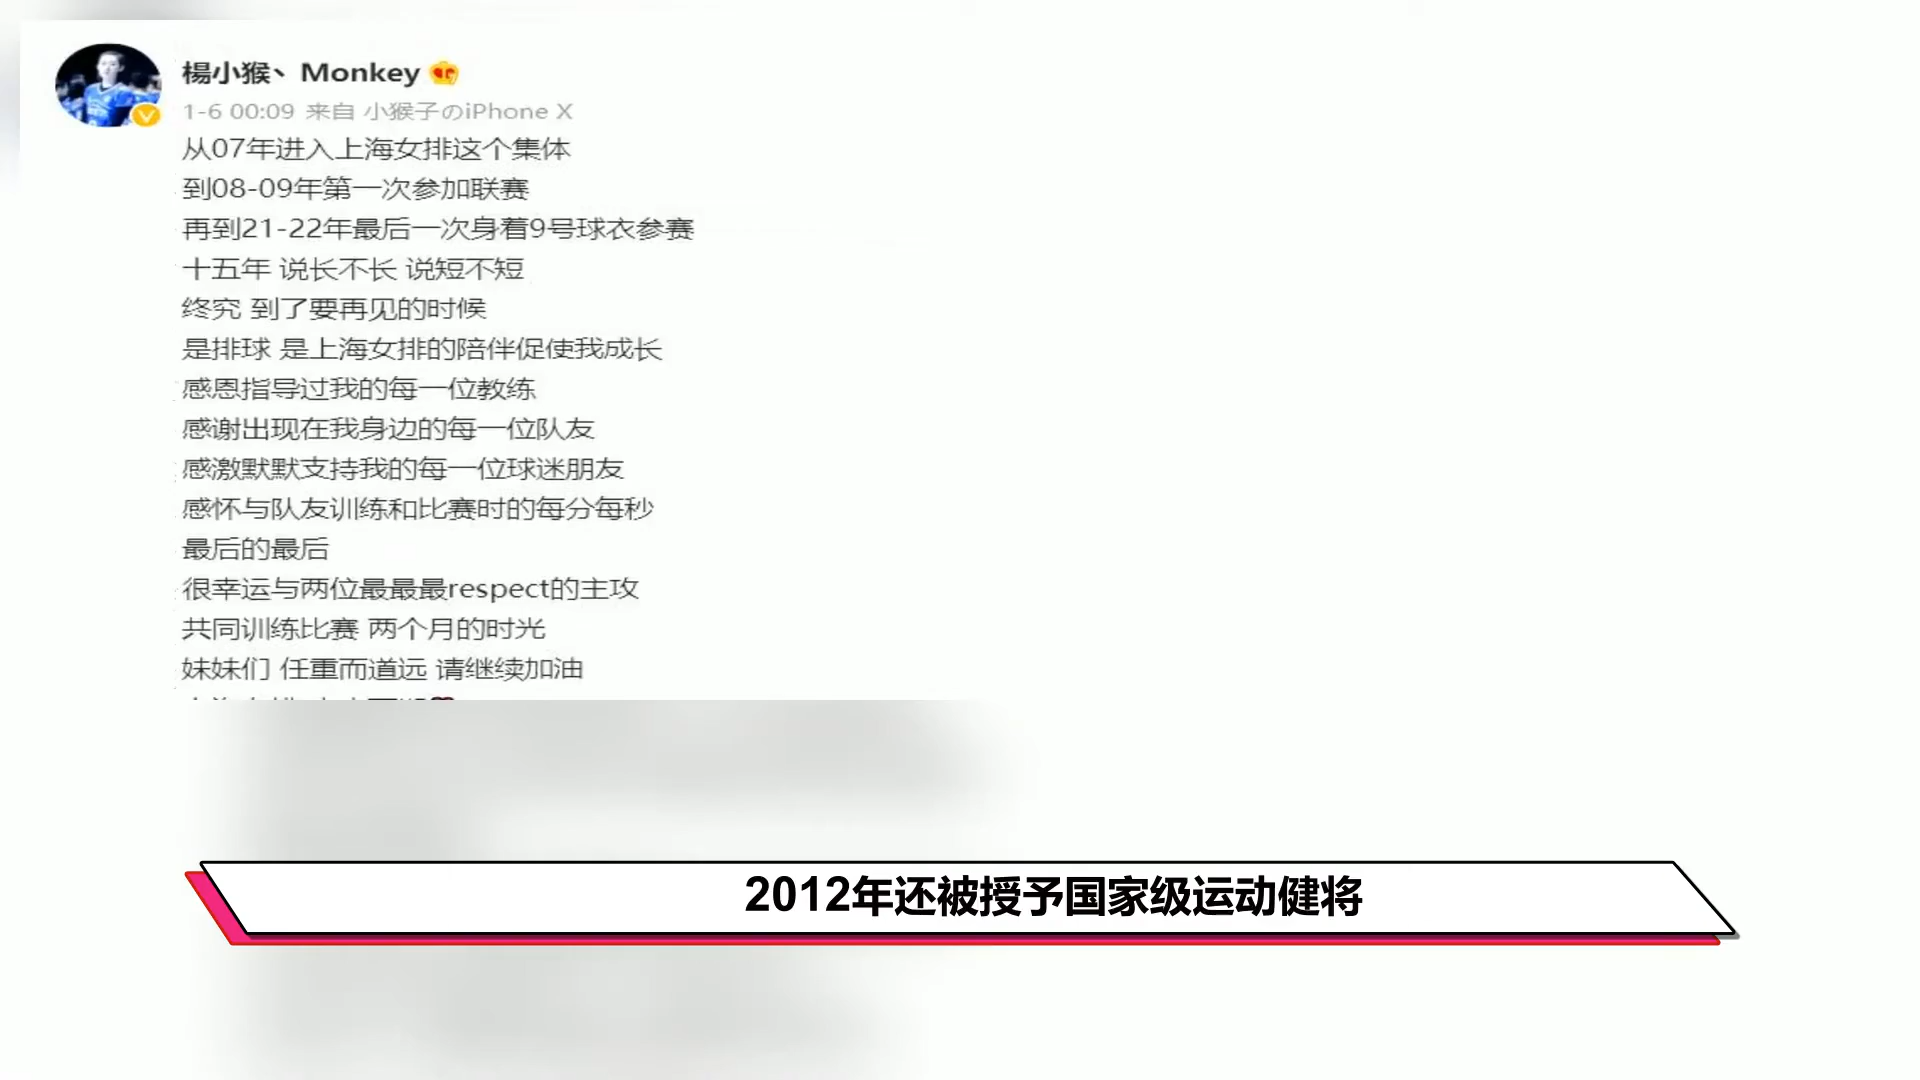 楊小猴丶Monkey
1-6 00:09 来自 小猴子のiPhone X
从07年进入上海女排这个集体
到08-09年第一次参加联赛
再到21-22年最后一次身着9号球衣参赛
十五年 说长不长 说短不短
终究 到了要再见的时候
是排球 是上海女排的陪伴促使我成长
感恩指导过我的每一位教练
感谢出现在我身边的每一位队友
感激默默支持我的每一位球迷朋友
感怀与队友训练和比赛时的每分每秒
最后的最后
很幸运与两位最最最respect的主攻
共同训练比赛 两个月的时光
妹妹们 任重而道远 请继续加油
2012年还被授予国家级运动健将